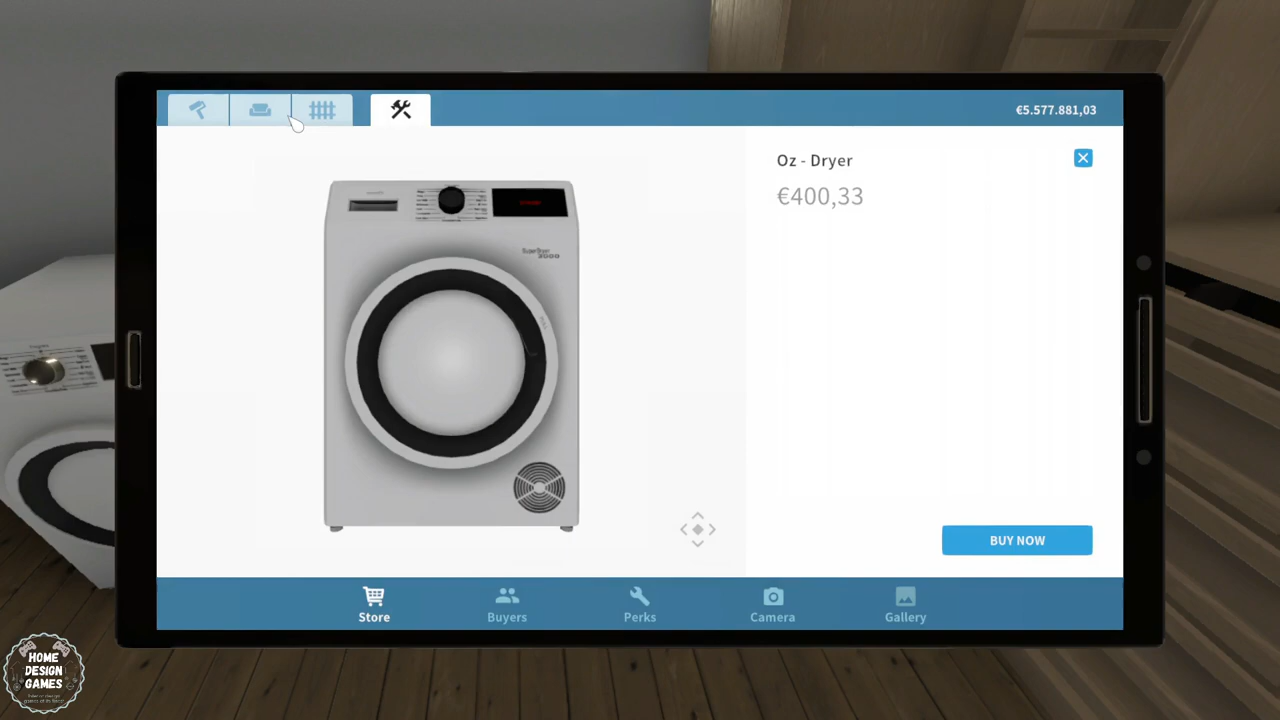 €5.577.881,03
Oz - Dryer
€400,33
BUY NOW
Store
Buyers
Perks
Camera
Gallery
HOME
DESIGN
GAMES